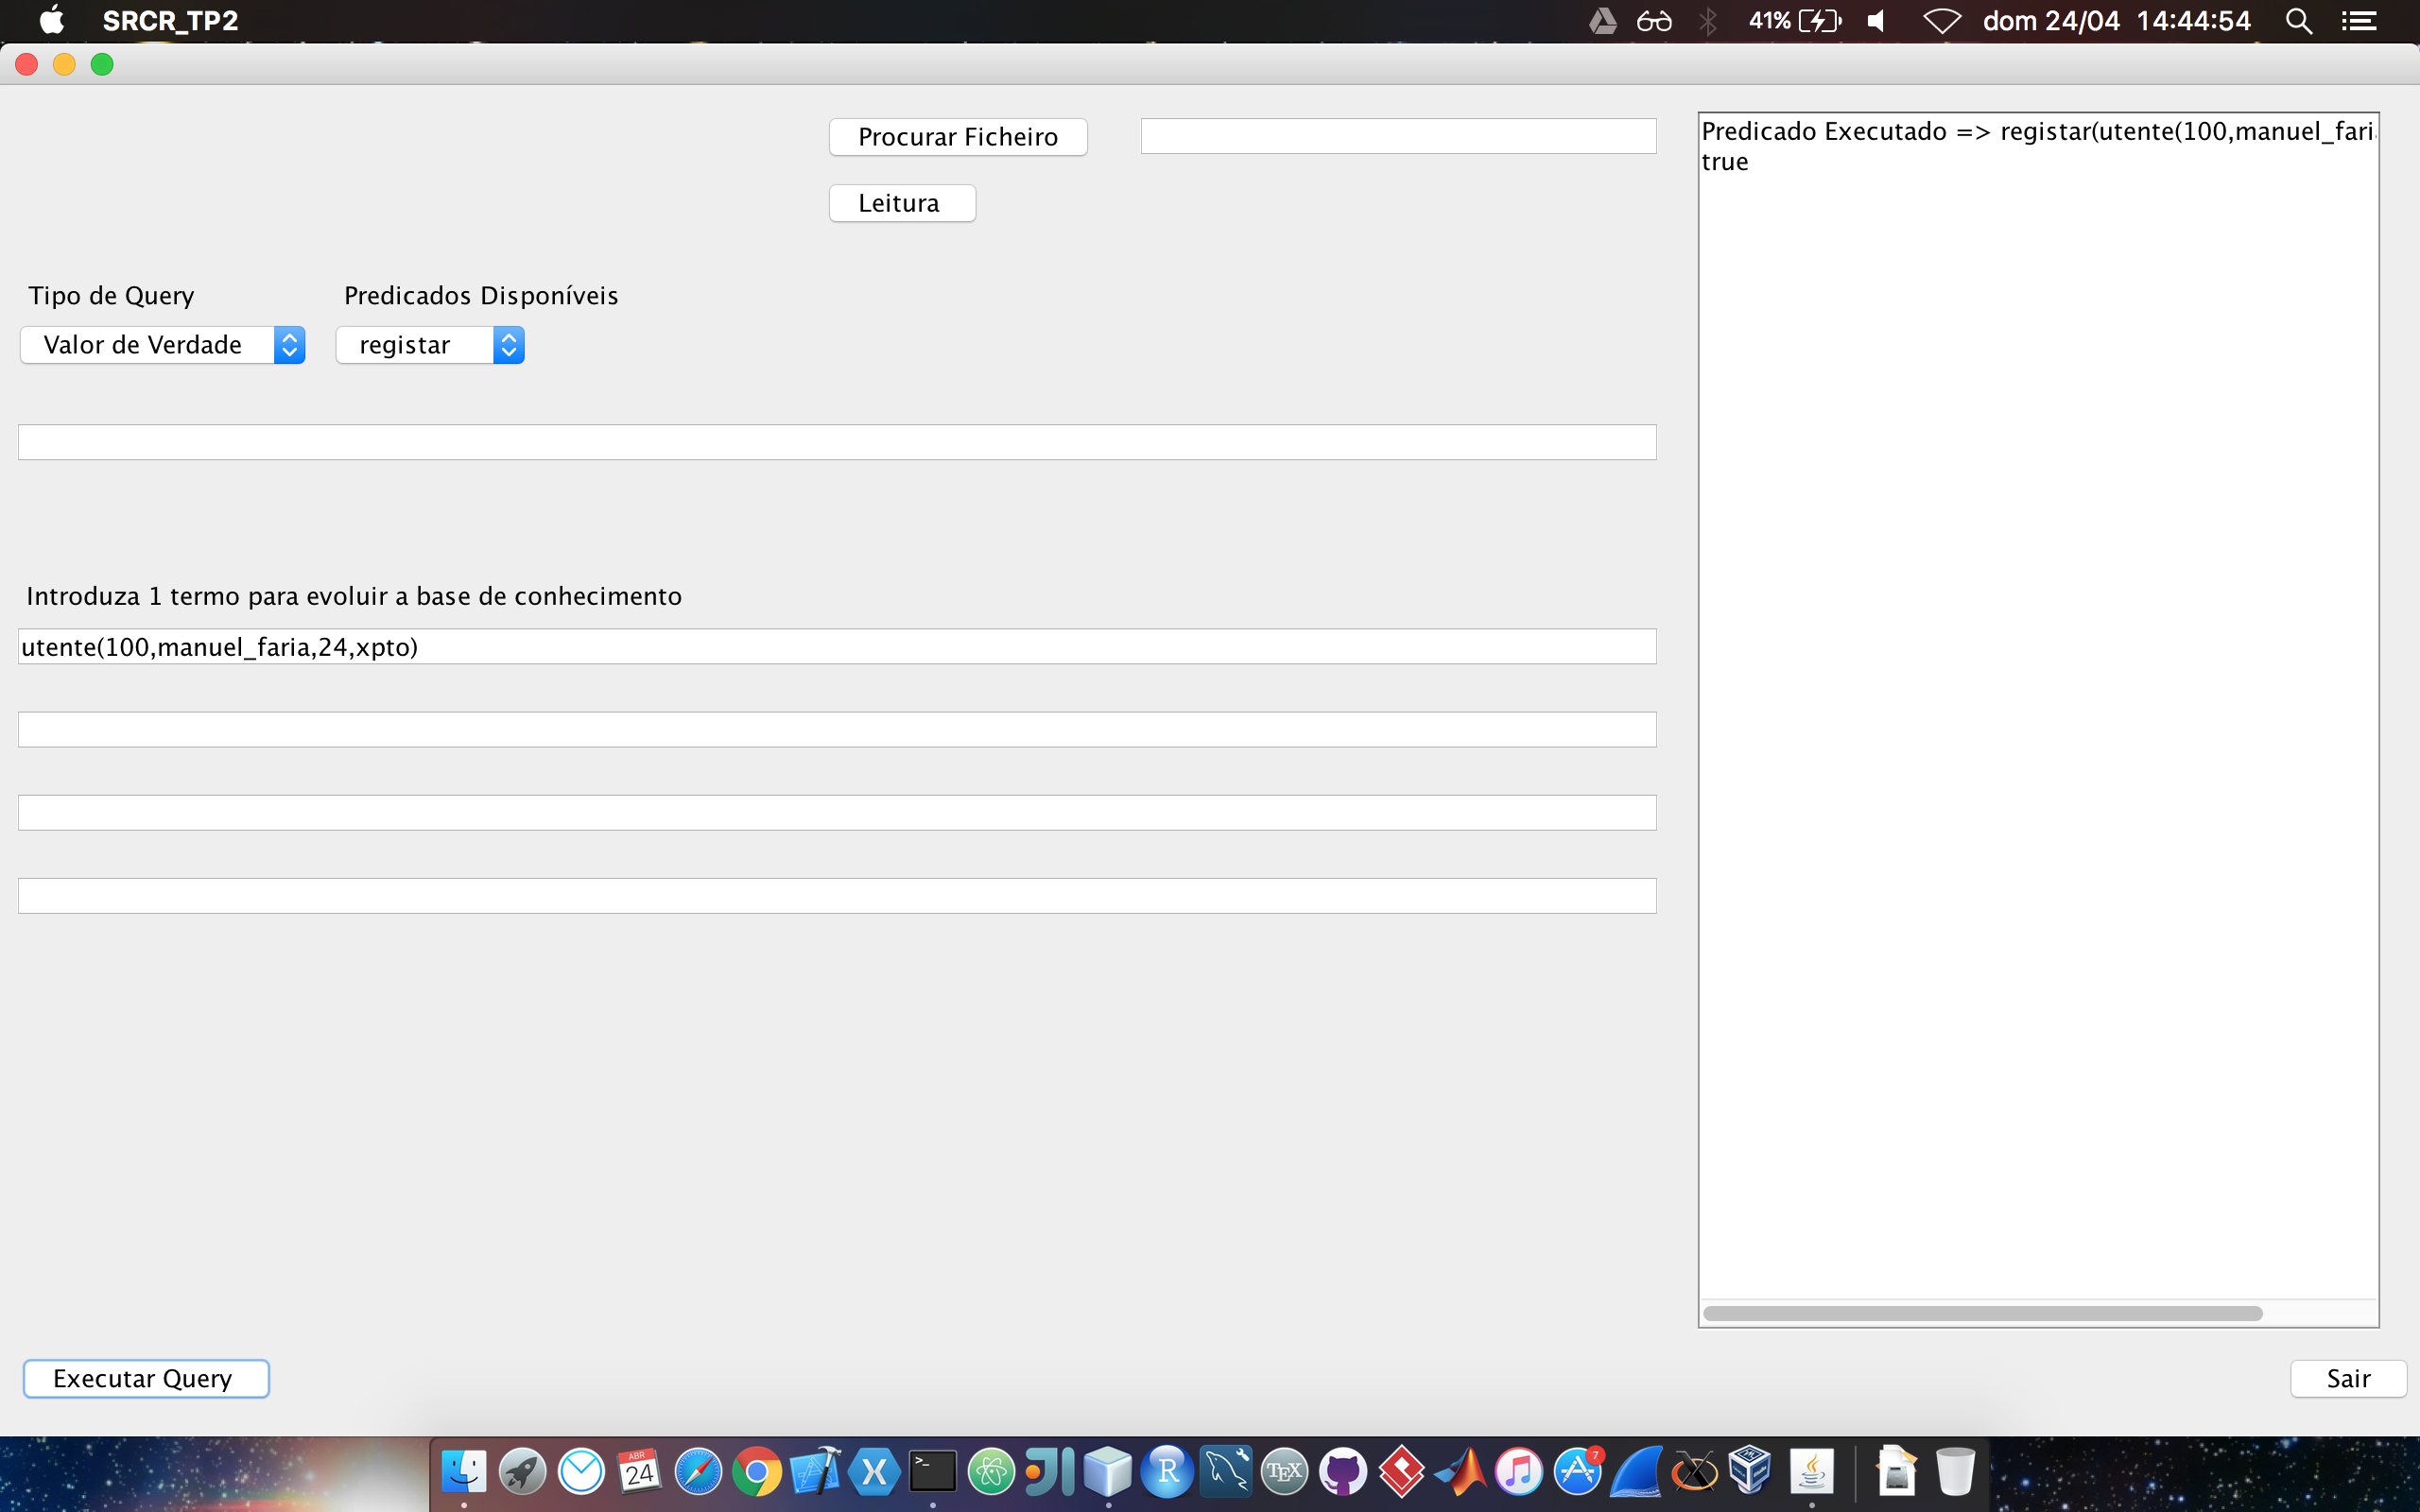 SRCR_TP2
41%
dom 24/04 14:44:54
Procurar Ficheiro
Leitura
Predicado Executado => registar(utente(100,manuel_fari
true
Tipo de Query
Predicados Disponíveis
Valor de Verdade
registar
Introduza 1 termo para evoluir a base de conhecimento
utente(100,manuel_faria,24,xpto)
Executar Query
Sair
ABR
24
X
>_
R
TEX
7